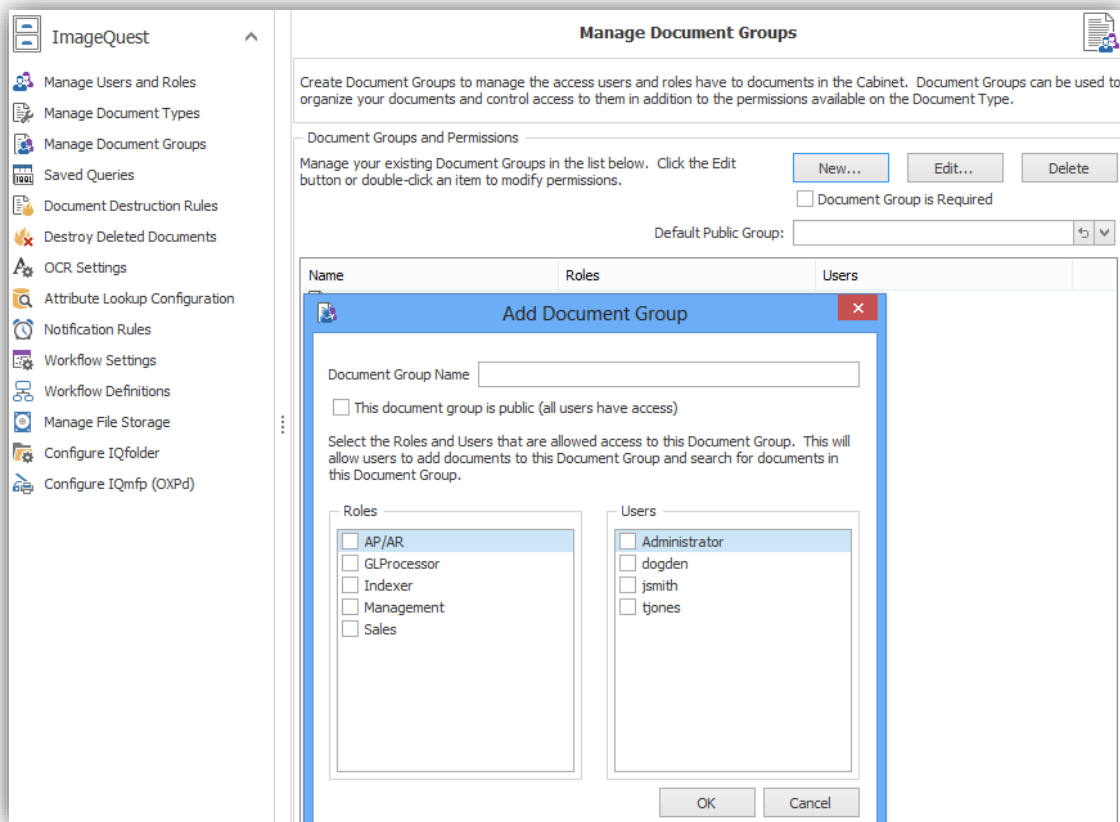 ImageQuest
Manage Users and Roles
Manage Document Types
Manage Document Groups
Saved Queries
Document Destruction Rules
Destroy Deleted Documents
OCR Settings
Attribute Lookup Configuration
Notification Rules
Workflow Settings
Workflow Definitions
Manage File Storage
Configure IQfolder
Configure IQmfp (OXPd)
Manage Document Groups
Create Document Groups to manage the access users and roles have to documents in the Cabinet.  Document Groups can be used to
organize your documents and control access to them in addition to the permissions available on the Document Type.
Document Groups and Permissions
Manage your existing Document Groups in the list below.  Click the Edit
button or double-click an item to modify permissions.
New...
Edit...
Delete
Document Group is Required
Default Public Group:
Name
Roles
Users
Add Document Group
Document Group Name
This document group is public (all users have access)
Select the Roles and Users that are allowed access to this Document Group.  This will
allow users to add documents to this Document Group and search for documents in
this Document Group.
Roles
AP/AR
GLProcessor
Indexer
Management
Sales
Users
Administrator
dogden
jsmith
tjones
OK
Cancel